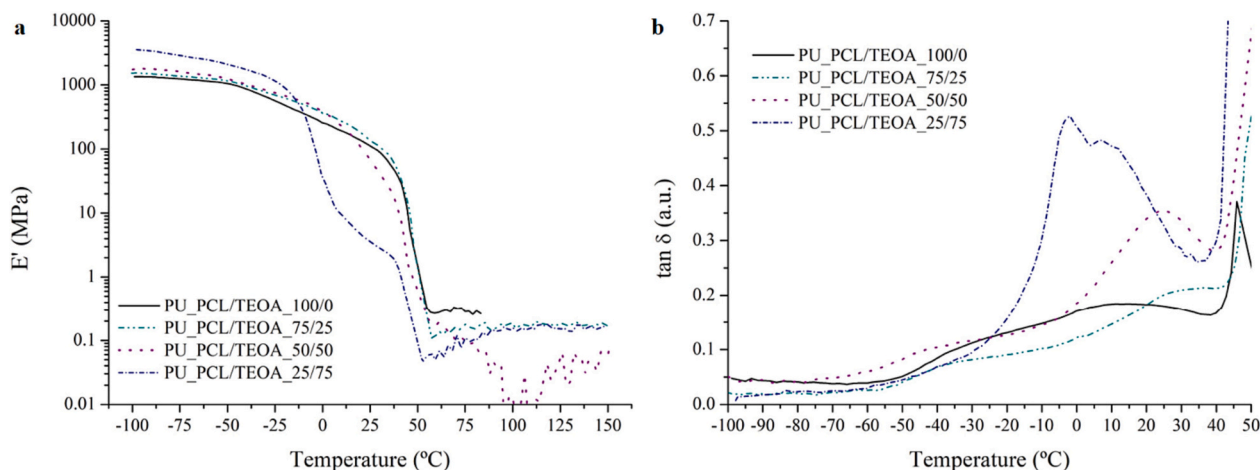 a
10000
1000
100
10
1
0.1
0.01
E' (MPa)
PU_PCL/TEOA_100/0
PU_PCL/TEOA_75/25
PU_PCL/TEOA_50/50
PU_PCL/TEOA_25/75
-100 -75 -50 -25 0 25 50 75 100 125 150
Temperature (ºC)
b
0.7
0.6
0.5
0.4
0.3
0.2
0.1
0.0
tan δ (a.u.)
PU_PCL/TEOA_100/0
PU_PCL/TEOA_75/25
PU_PCL/TEOA_50/50
PU_PCL/TEOA_25/75
-100 -90 -80 -70 -60 -50 -40 -30 -20 -10 0 10 20 30 40 50
Temperature (ºC)